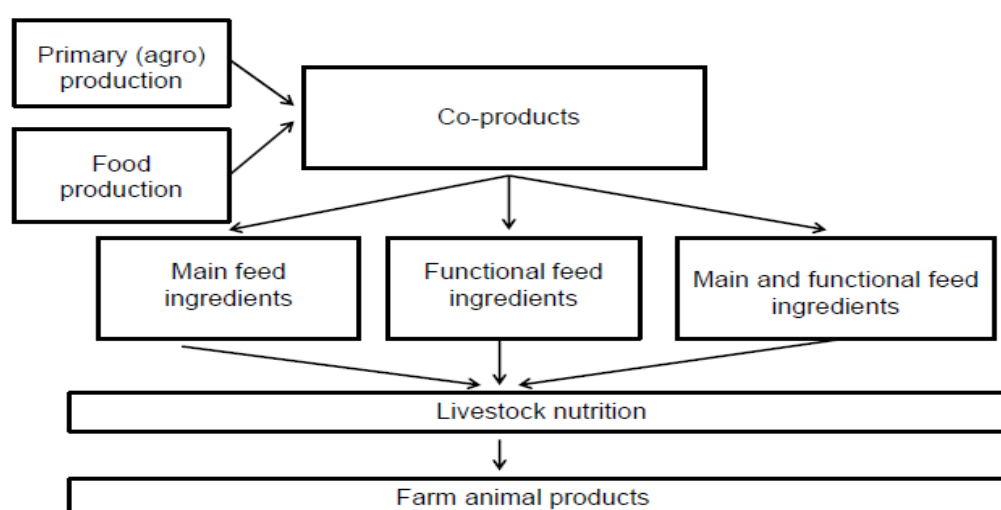 Primary (agro)
production
Co-products
Food
production
Main feed
ingredients
Functional feed
ingredients
Main and functional feed
ingredients
Livestock nutrition
Farm animal products